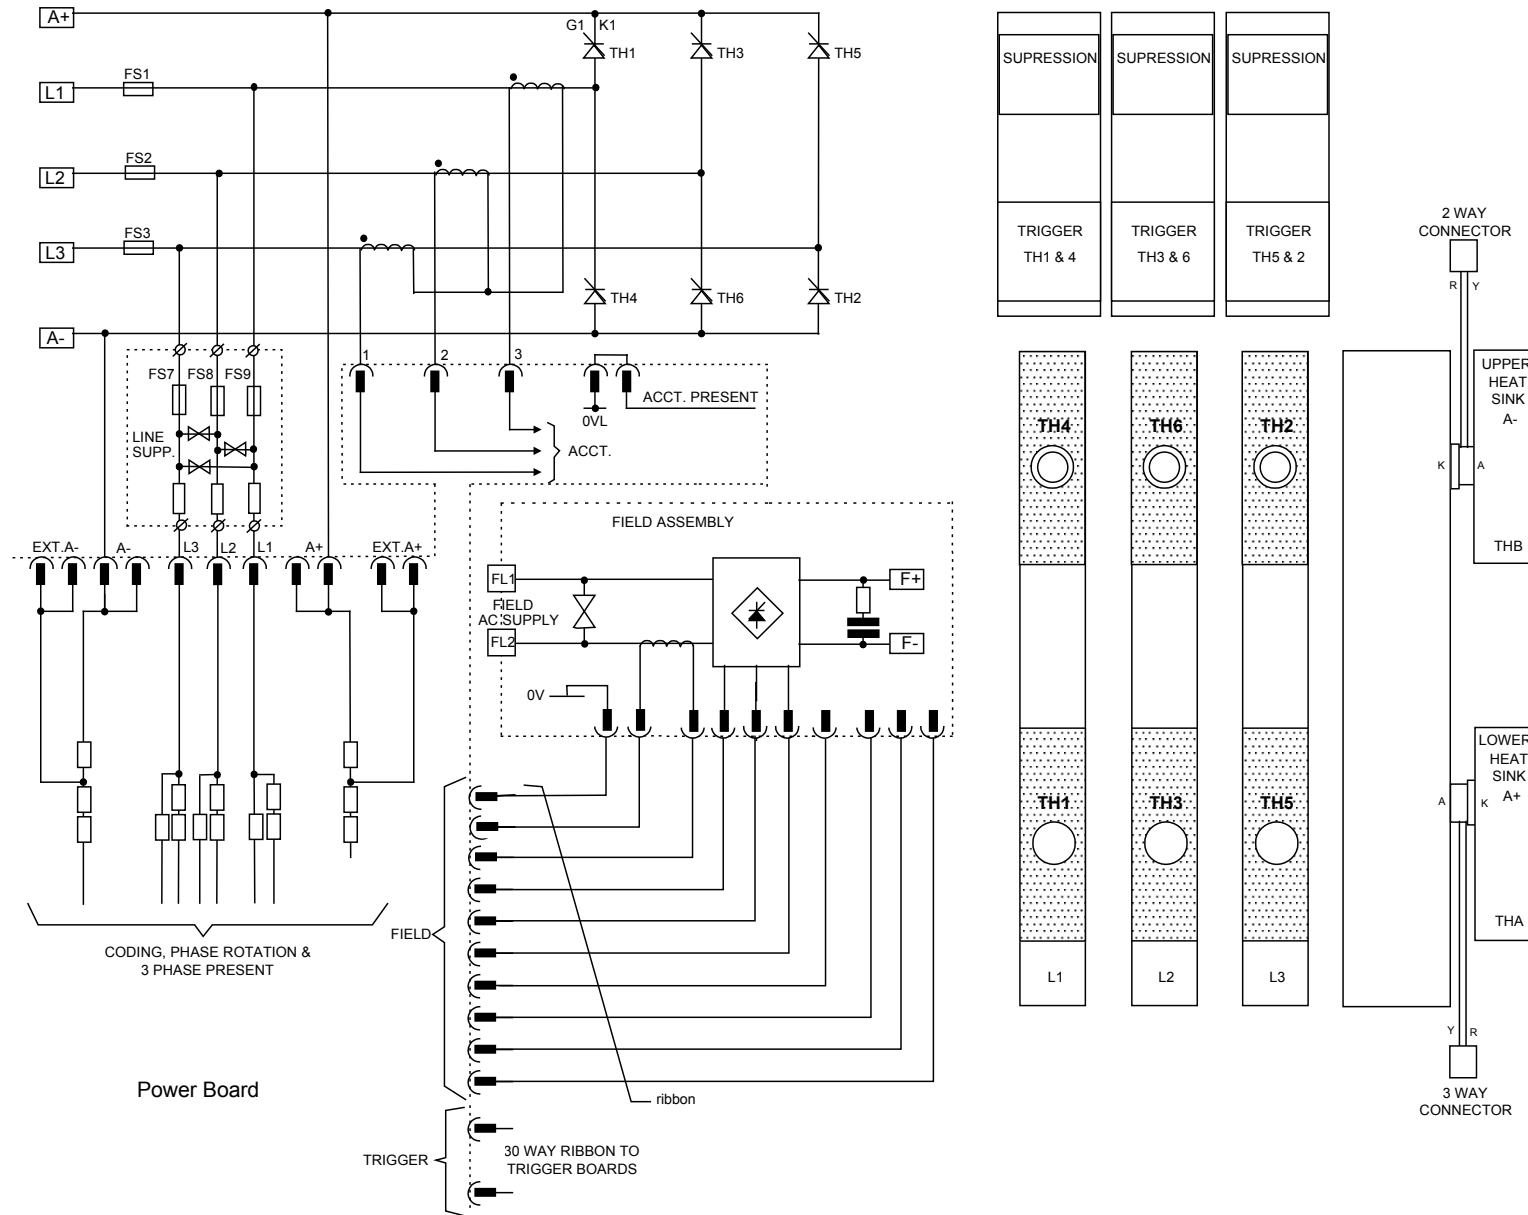 A+
G1 K1
TH1
TH3
TH5
FS1
L1
FS2
L2
FS3
L3
TH4
TH6
TH2
A-
1
2
3
FS7
FS8
FS9
LINE
SUPP.
0VL
ACCT. PRESENT
ACCT.
EXT.A-
A-
L3
L2
L1
A+
EXT.A+
FIELD ASSEMBLY
FL1
FIELD
AC SUPPLY
FL2
F+
F-
0V
CODING, PHASE ROTATION &
3 PHASE PRESENT
FIELD
Power Board
ribbon
TRIGGER
30 WAY RIBBON TO
TRIGGER BOARDS
SUPRESSION
SUPRESSION
SUPRESSION
TRIGGER
TH1 & 4
TRIGGER
TH3 & 6
TRIGGER
TH5 & 2
TH4
TH6
TH2
TH1
TH3
TH5
L1
L2
L3
2 WAY
CONNECTOR
R Y
UPPER
HEAT
SINK
A-
K A
THB
LOWER
HEAT
SINK
A+
A K
THA
Y R
3 WAY
CONNECTOR